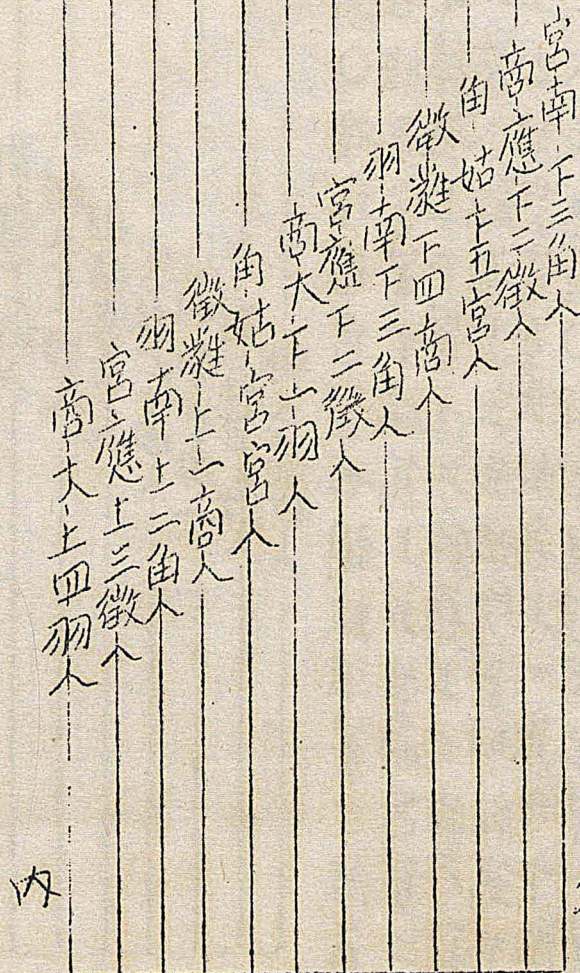 宮南下三角人
商應下二徵人
角姑上五宮人
徵蕤下四商人
羽南下三角人
宮應下二徵人
商大下一羽人
角姑宮宮人
徵蕤上一商人
羽南上二角人
宮應上三徵人
商大上四羽人
内